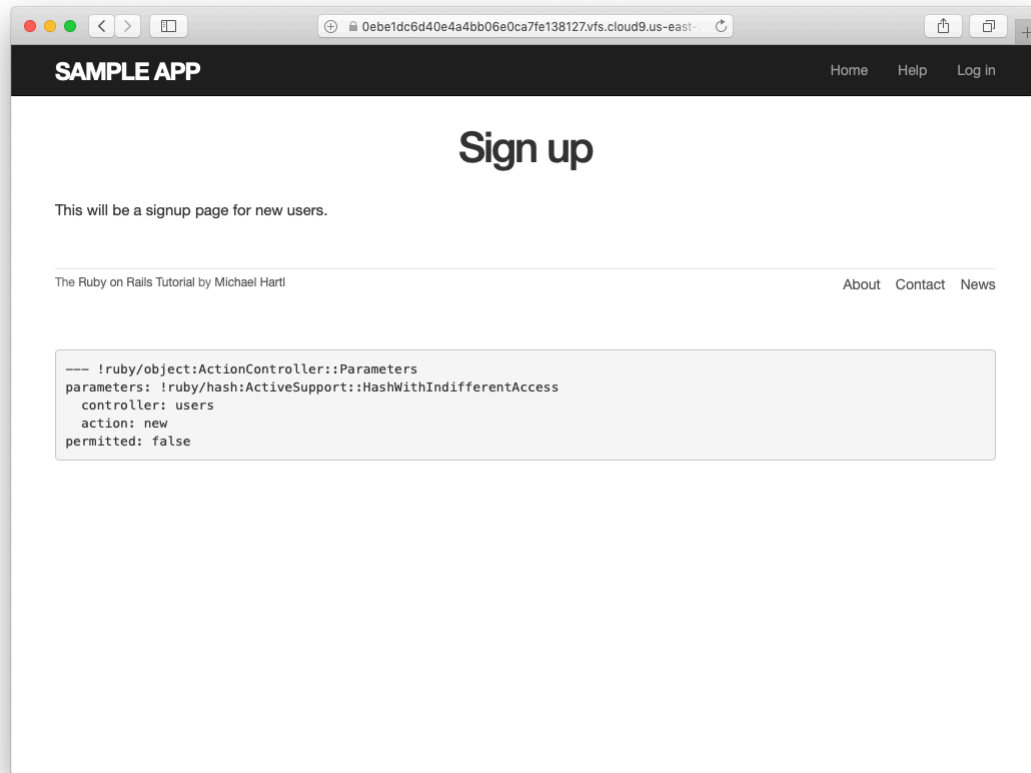 0ebe1dc6d40e4a4bb06e0ca7fe138127.vfs.cloud9.us-east-
SAMPLE APP
Home Help Log in
Sign up
This will be a signup page for new users.
The Ruby on Rails Tutorial by Michael Hartl
About Contact News
--- !ruby/object:ActionController::Parameters
parameters: !ruby/hash:ActiveSupport::HashWithIndifferentAccess
  controller: users
  action: new
permitted: false